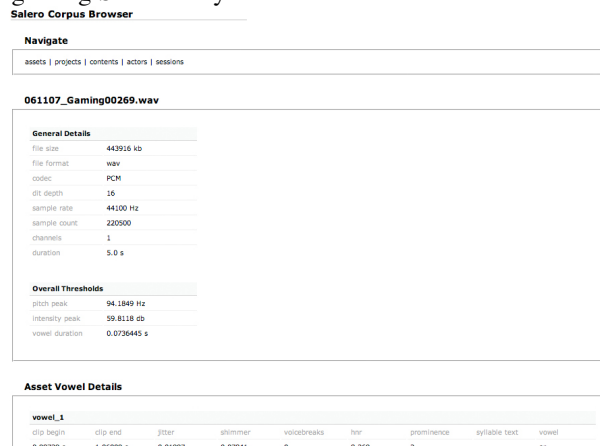 Salero Corpus Browser
Navigate
assets | projects | contents | actors | sessions
061107_Gaming00269.wav
General Details
file size 443916 kb
file format wav
codec PCM
dit depth 16
sample rate 44100 Hz
sample count 220500
channels 1
duration 5.0 s
Overall Thresholds
pitch peak 94.1849 Hz
intensity peak 59.8118 db
vowel duration 0.0736445 s
Asset Vowel Details
vowel_1
clip begin clip end jitter shimmer voicebreaks hnr prominence syllable text vowel